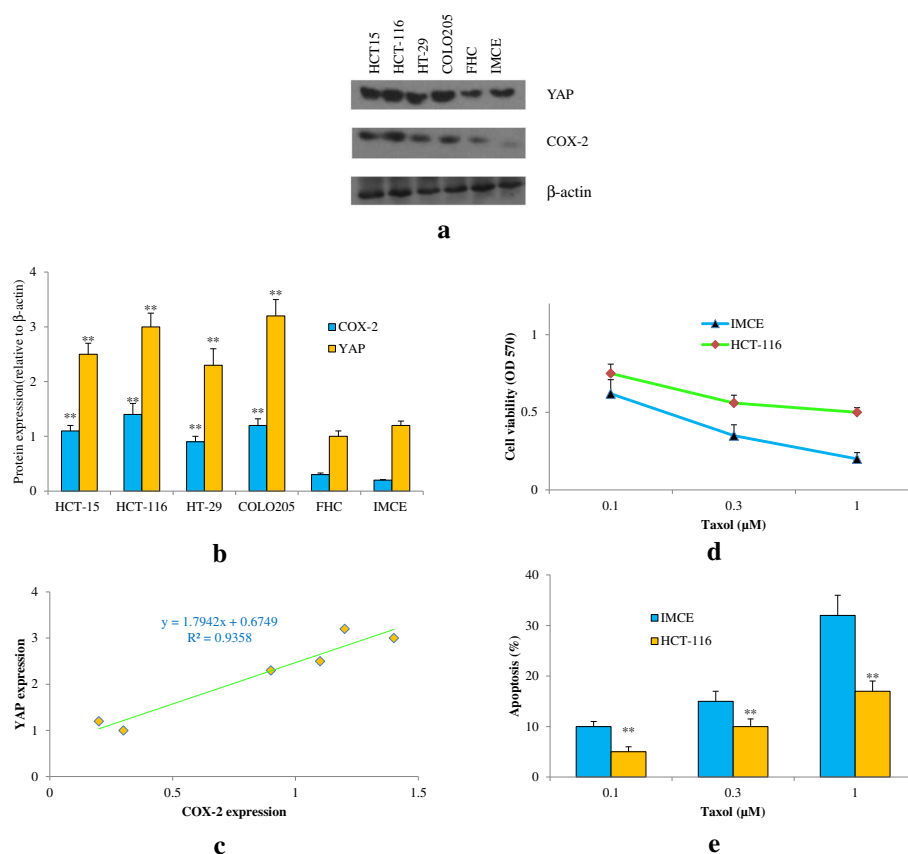 HCT15
HCT-116
HT-29
COLO205
FHC
IMCE
YAP
COX-2
β-actin
a
Protein expression(relative to β-actin)
4
3
2
1
0
**
**
**
**
**
**
**
**
COX-2
YAP
HCT-15
HCT-116
HT-29
COLO205
FHC
IMCE
b
Cell viability (OD 570)
1
0.5
0
IMCE
HCT-116
0.1
0.3
1
Taxol (µM)
d
YAP expression
4
3
2
1
0
y = 1.7942x + 0.6749
R² = 0.9358
0
0.5
1
1.5
COX-2 expression
c
Apoptosis (%)
40
30
20
10
0
IMCE
HCT-116
**
**
**
0.1
0.3
1
Taxol (µM)
e